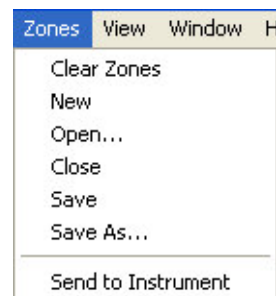 Zones View Window H
Clear Zones
New
Open...
Close
Save
Save As...
Send to Instrument